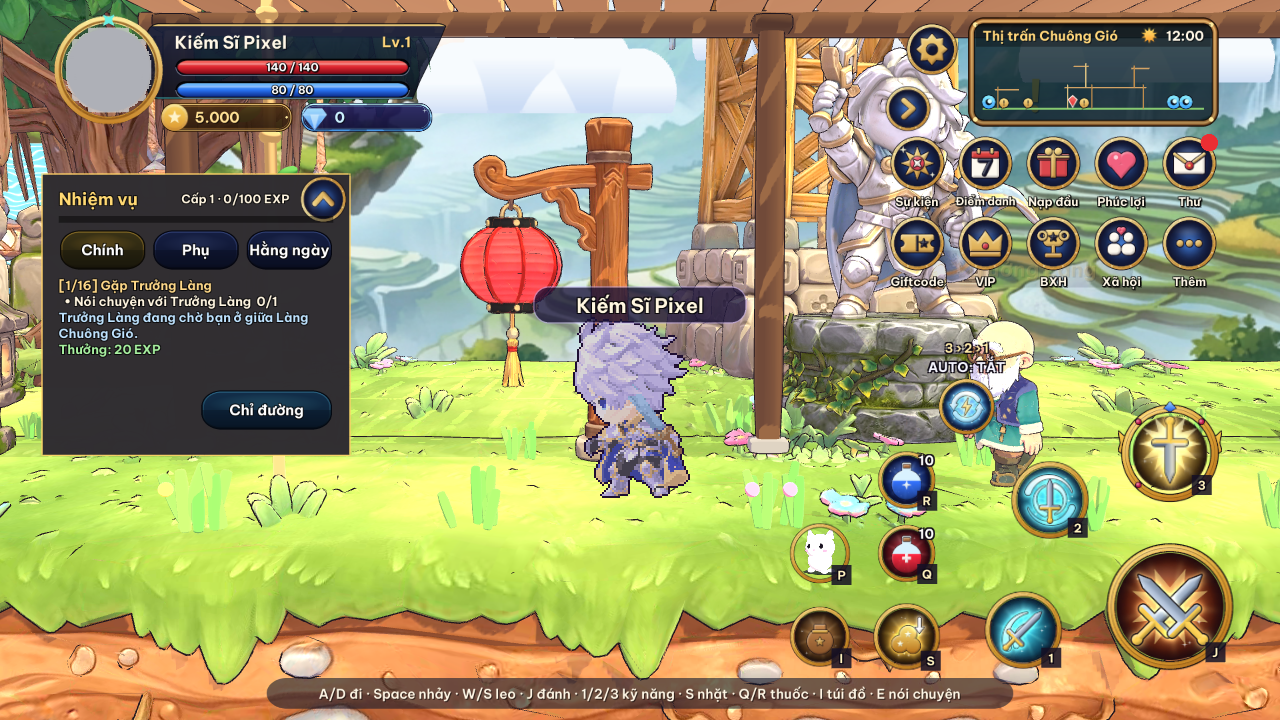 Kiếm Sĩ Pixel Lv.1
140 / 140
80 / 80
5.000 0
Thị trấn Chuông Gió 12:00
Nhiệm vụ Cấp 1 · 0/100 EXP
Chính Phụ Hằng ngày
[1/16] Gặp Trưởng Làng
• Nói chuyện với Trưởng Làng 0/1
Trưởng Làng đang chờ bạn ở giữa Làng
Chuông Gió.
Thưởng: 20 EXP
Chỉ đường
7
Sự kiện Điểm danh Nạp đầu Phúc lợi Thư
Giftcode VIP BXH Xã hội Thêm
Kiếm Sĩ Pixel
3>2>1
AUTO: TẮT
10
R
3
2
10
Q
P
I
S
1
J
A/D đi · Space nhảy · W/S leo · J đánh · 1/2/3 kỹ năng · S nhặt · Q/R thuốc · I túi đồ · E nói chuyện